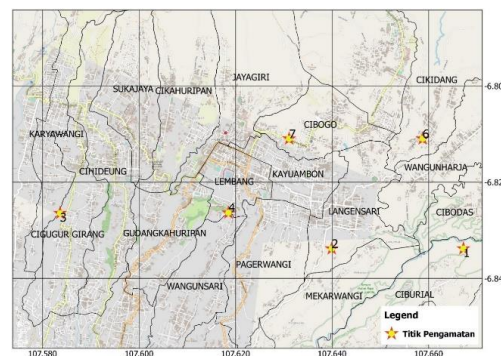 JAYAGIRI
-6.80
CIKIDANG
SUKAJAYA
CIKAHURIPAN
CIBOGO
7
6
KARYAWANGI
CIHIDEUNG
KAYUAMBON
WANGUNHARJA
LEMBANG
-6.82
3
4
LANGENSARI
CIBODAS
CIGUGUR GIRANG
GUDANGKAHURIPAN
2
1
PAGERWANGI
-6.84
WANGUNSARI
MEKARWANGI
CIBURIAL
Legend
Titik Pengamatan
107.580
107.600
107.620
107.640
107.660